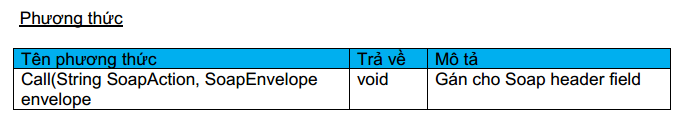 Phương thức
Tên phương thức Trả về Mô tả
Call(String SoapAction, SoapEnvelope void Gán cho Soap header field
envelope